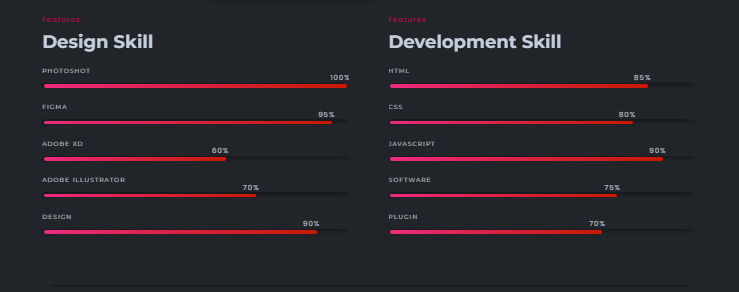 Features
Design Skill
PHOTOSHOT
100%
FIGMA
95%
ADOBE XD
60%
ADOBE ILLUSTRATOR
70%
DESIGN
90%
Features
Development Skill
HTML
85%
CSS
80%
JAVASCRIPT
90%
SOFTWARE
75%
PLUGIN
70%